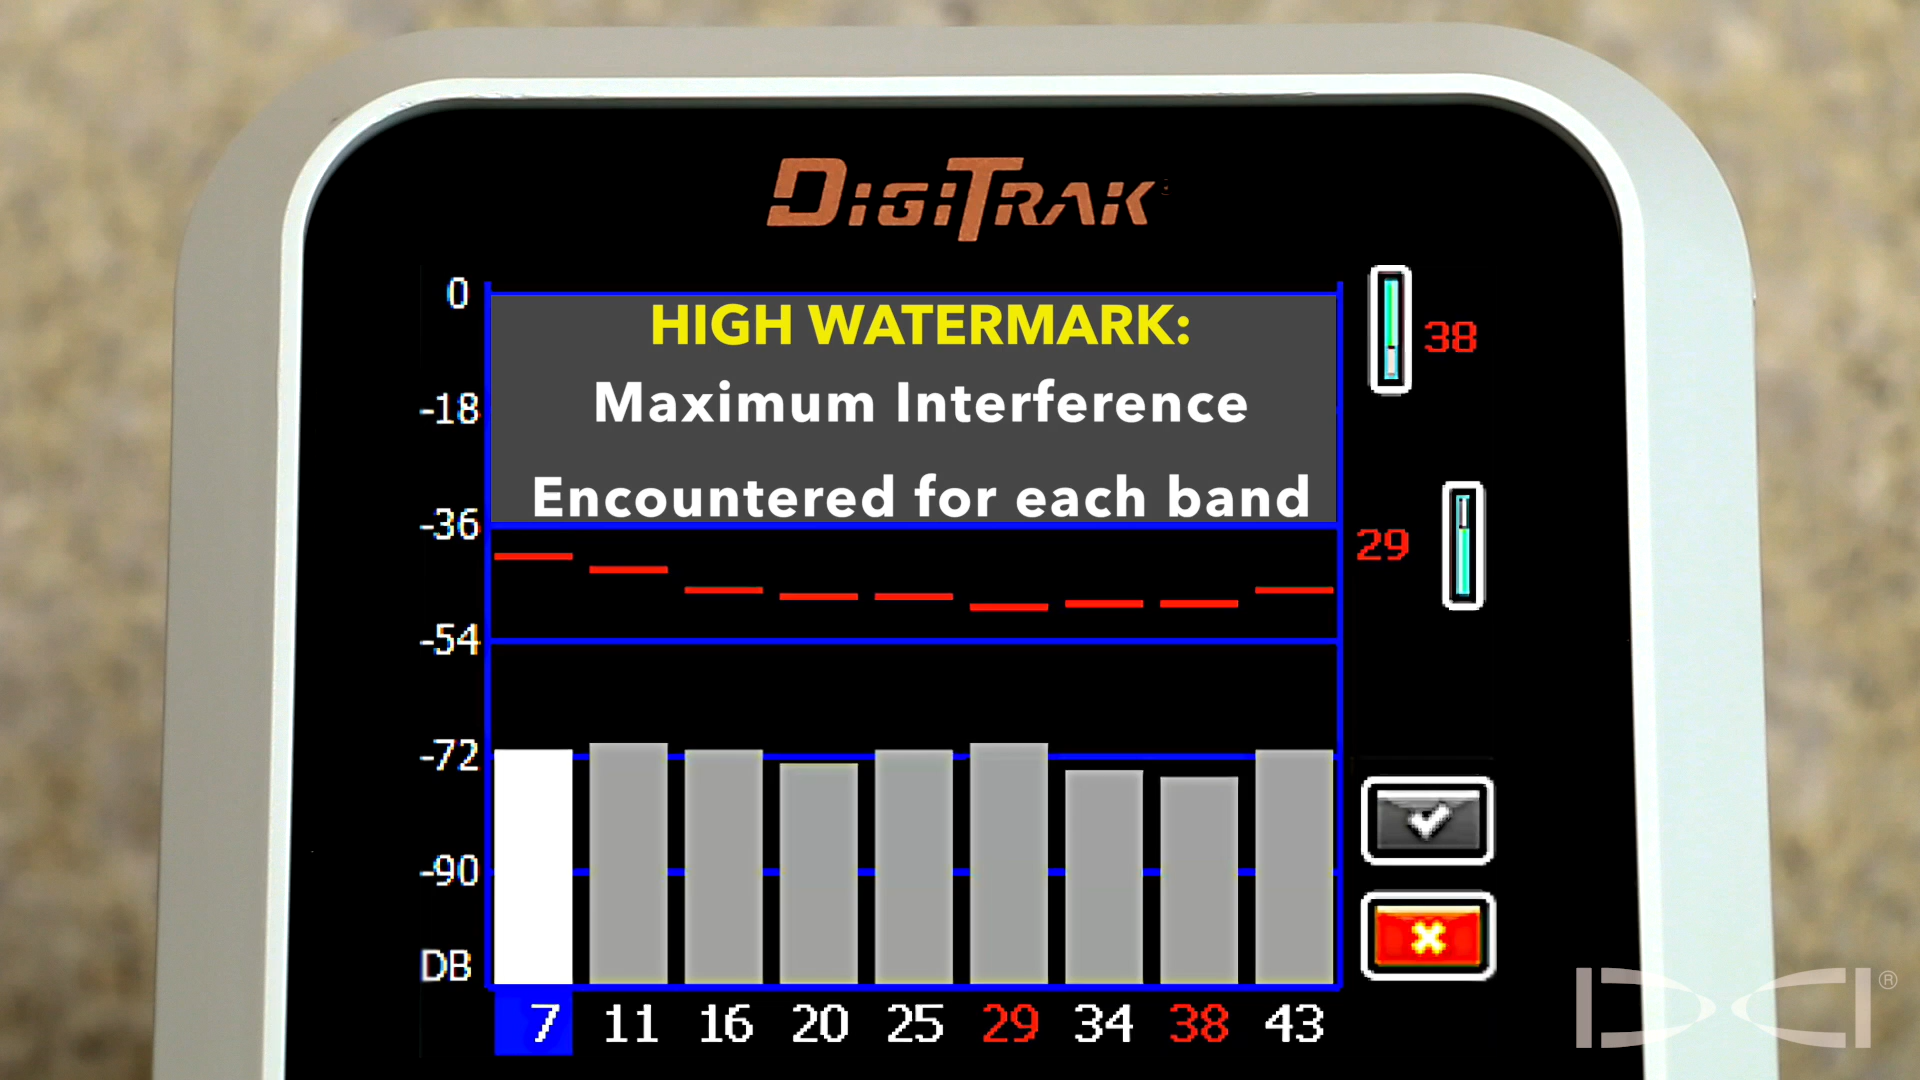 DIGITRAK
0
HIGH WATERMARK:
38
Maximum Interference
-18
Encountered for each band
-36
29
-54
-72
-90
DB
7 11 16 20 25 29 34 38 43
DCI ®